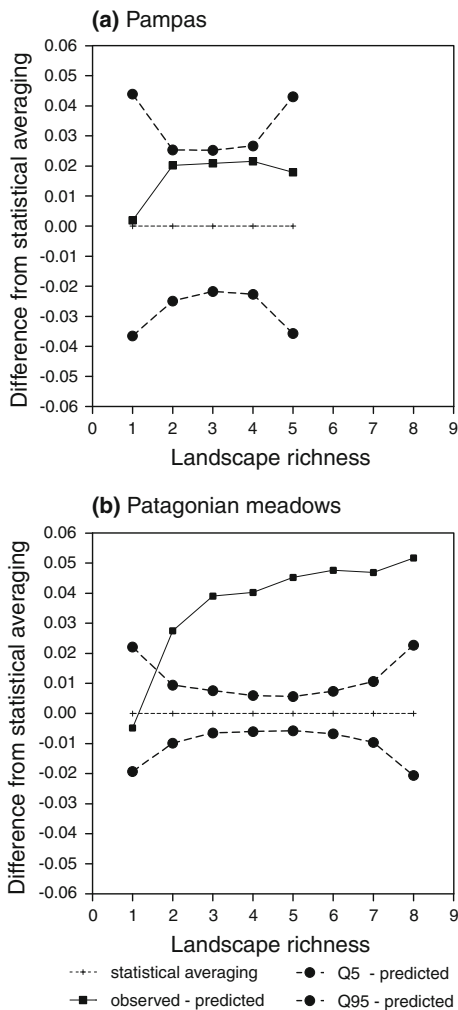 (a) Pampas
Difference from statistical averaging
0.06
0.05
0.04
0.03
0.02
0.01
0.00
-0.01
-0.02
-0.03
-0.04
-0.05
-0.06
0 1 2 3 4 5 6 7 8 9
Landscape richness
(b) Patagonian meadows
Difference from statistical averaging
0.06
0.05
0.04
0.03
0.02
0.01
0.00
-0.01
-0.02
-0.03
-0.04
-0.05
-0.06
0 1 2 3 4 5 6 7 8 9
Landscape richness
statistical averaging
observed - predicted
Q5 - predicted
Q95 - predicted